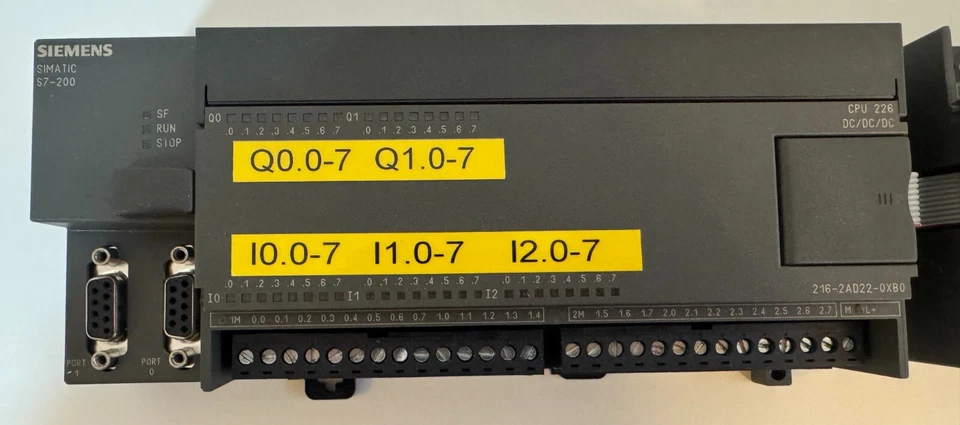 SIEMENS
SIMATIC
S7-200
SF
RUN
STOP
Q0 Q1
.0 .1 .2 .3 .4 .5 .6 .7 .0 .1 .2 .3 .4 .5 .6 .7
CPU 226
DC/DC/DC
Q0.0-7 Q1.0-7
I0.0-7 I1.0-7 I2.0-7
.0 .1 .2 .3 .4 .5 .6 .7 .0 .1 .2 .3 .4 .5 .6 .7 .0 .1 .2 .3 .4 .5 .6 .7
I0 I1 I2
216-2AD22-0XB0
1M 0.0 0.1 0.2 0.3 0.4 0.5 0.6 0.7 1.0 1.1 1.2 1.3 1.4 2M 1.5 1.6 1.7 2.0 2.1 2.2 2.3 2.4 2.5 2.6 2.7 M L+
PORT
1
PORT
0